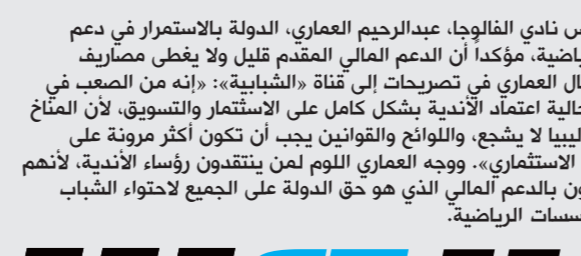 س نادي الفالوجا، عبدالرحيم العماري، الدولة بالاستمرار في دعم
ياضية، مؤكداً أن الدعم المالي المقدم قليل ولا يغطى مصاريف
ال العماري في تصريحات إلى قناة «الشبابية»: «إنه من الصعب في
حالية اعتماد الأندية بشكل كامل على الاستثمار والتسويق، لأن المناخ
ليبيا لا يشجع، واللوائح والقوانين يجب أن تكون أكثر مرونة على
الاستثماري». ووجه العماري اللوم لمن ينتقدون رؤساء الأندية، لأنهم
ون بالدعم المالي الذي هو حق الدولة على الجميع لاحتواء الشباب
سسات الرياضية.